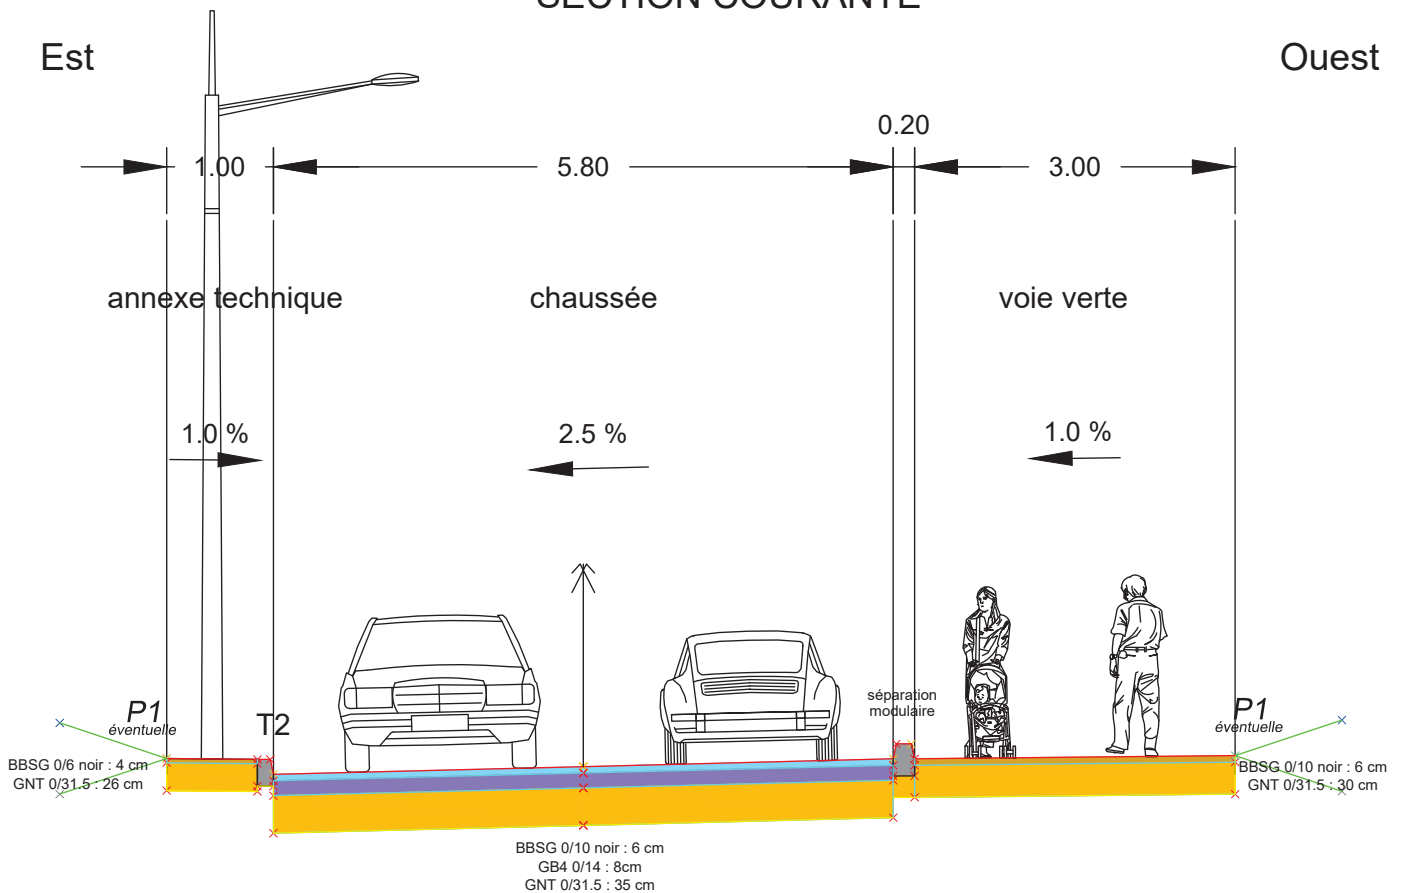 SECTION COURANTE
Est
Ouest
0.20
1.00
5.80
3.00
annexe technique
chaussée
voie verte
1.0 %
2.5 %
1.0 %
P1
éventuelle
T2
séparation
modulaire
P1
éventuelle
BBSG 0/6 noir : 4 cm
GNT 0/31.5 : 26 cm
BBSG 0/10 noir : 6 cm
GNT 0/31.5 : 30 cm
BBSG 0/10 noir : 6 cm
GB4 0/14 : 8cm
GNT 0/31.5 : 35 cm